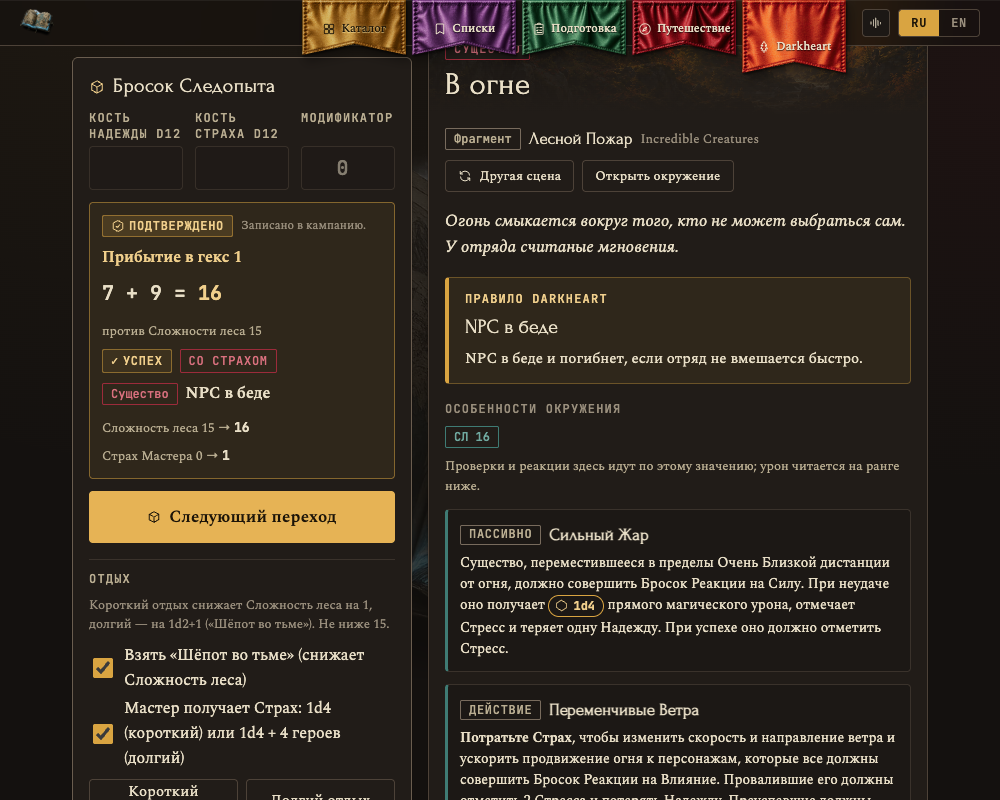 Каталог
Списки
Подготовка
Путешествие
Darkheart
RU
EN
Бросок Следопыта
КОСТЬ НАДЕЖДЫ D12
КОСТЬ СТРАХА D12
МОДИФИКАТОР
0
ПОДТВЕРЖДЕНО
Записано в кампанию.
Прибытие в гекс 1
7 + 9 = 16
против Сложности леса 15
✓ УСПЕХ
СО СТРАХОМ
Существо NPC в беде
Сложность леса 15 → 16
Страх Мастера 0 → 1
Следующий переход
ОТДЫХ
Короткий отдых снижает Сложность леса на 1,
долгий — на 1d2+1 («Шёпот во тьме»). Не ниже 15.
Взять «Шёпот во тьме» (снижает
Сложность леса)
Мастер получает Страх: 1d4
(короткий) или 1d4 + 4 героев
(долгий)
Короткий
Долгий отдых
В огне
Фрагмент Лесной Пожар Incredible Creatures
Другая сцена
Открыть окружение
Огонь смыкается вокруг того, кто не может выбраться сам.
У отряда считаные мгновения.
ПРАВИЛО DARKHEART
NPC в беде
NPC в беде и погибнет, если отряд не вмешается быстро.
ОСОБЕННОСТИ ОКРУЖЕНИЯ
СЛ 16
Проверки и реакции здесь идут по этому значению; урон читается на ранге
ниже.
ПАССИВНО Сильный Жар
Существо, переместившееся в пределы Очень Близкой дистанции
от огня, должно совершить Бросок Реакции на Силу. При неудаче
оно получает 1d4 прямого магического урона, отмечает
Стресс и теряет одну Надежду. При успехе оно должно отметить
Стресс.
ДЕЙСТВИЕ Переменчивые Ветра
Потратьте Страх, чтобы изменить скорость и направление ветра и
ускорить продвижение огня к персонажам, которые все должны
совершить Бросок Реакции на Влияние. Провалившие его должны